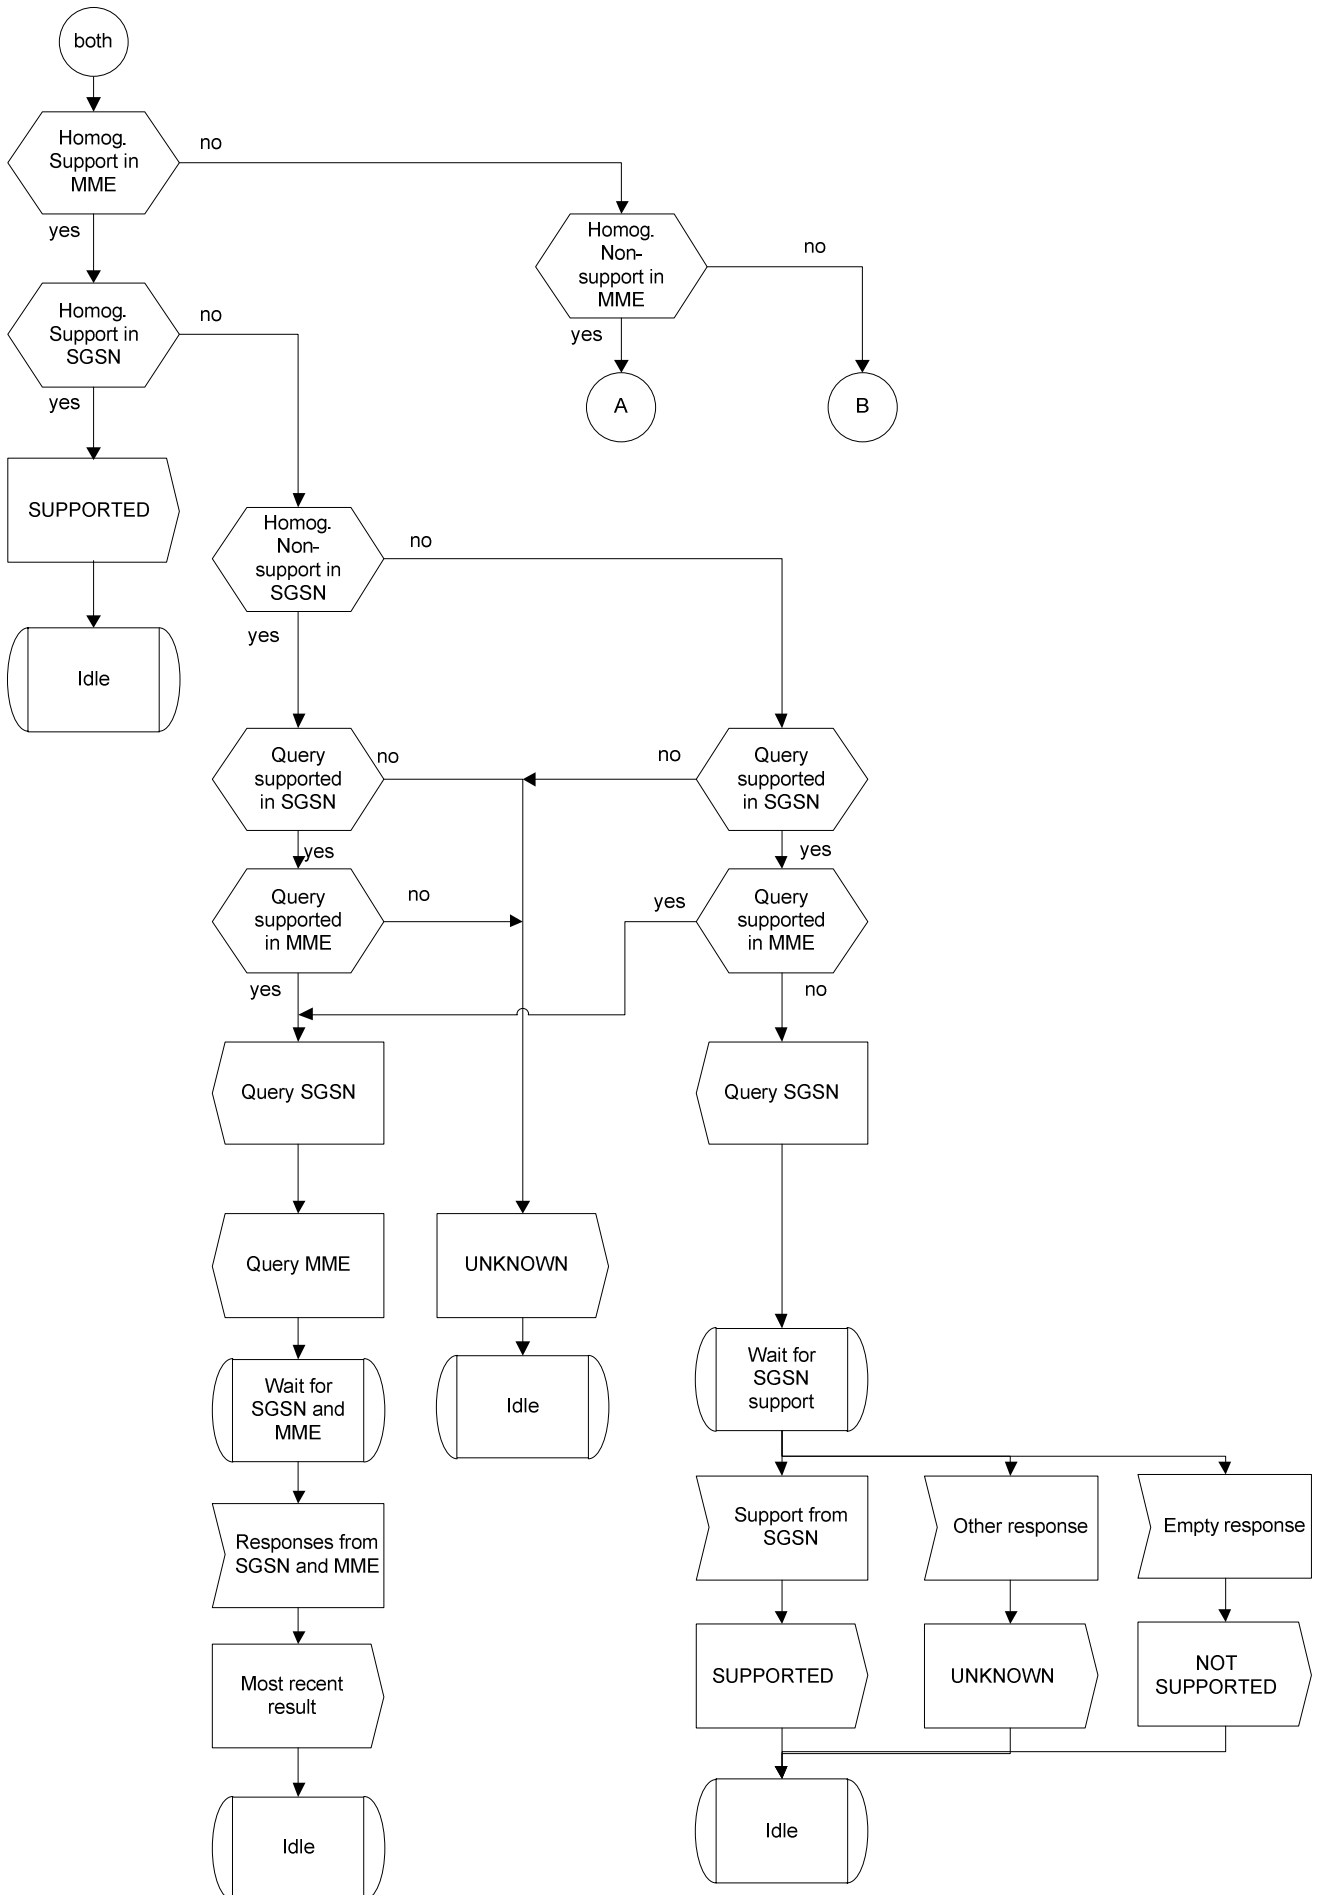 both
Homog.
Support in
MME
no
yes
Homog.
Non-
support in
MME
no
yes
Homog.
Support in
SGSN
no
yes
A
B
SUPPORTED
Homog.
Non-
support in
SGSN
no
yes
Idle
Query
supported
in SGSN
no
no
Query
supported
in SGSN
yes
yes
Query
supported
in MME
no
yes
Query
supported
in MME
yes
no
Query SGSN
Query SGSN
Query MME
UNKNOWN
Wait for
SGSN and
MME
Idle
Wait for
SGSN
support
Responses from
SGSN and MME
Support from
SGSN
Other response
Empty response
Most recent
result
SUPPORTED
UNKNOWN
NOT
SUPPORTED
Idle
Idle